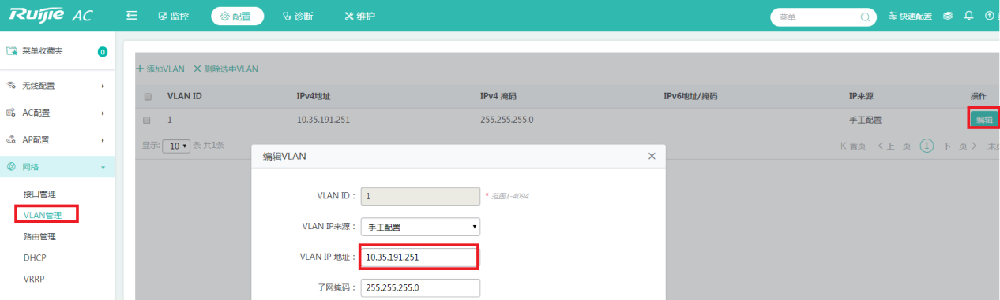 Ruijie AC 监控 配置 诊断 维护 菜单 快速配置
菜单收藏夹 0
添加VLAN 删除选中VLAN
无线配置
VLAN ID IPv4地址 IPv4 掩码 IPv6地址/掩码 IP来源 操作
AC配置
1 10.35.191.251 255.255.255.0 手工配置 编辑
AP配置
显示: 10 条 共1条 首页 上一页 1 下一页
编辑VLAN
网络
接口管理
VLAN ID： 1 * 范围1-4094
VLAN管理
VLAN IP来源： 手工配置
路由管理
DHCP
VLAN IP 地址： 10.35.191.251
VRRP
子网掩码： 255.255.255.0